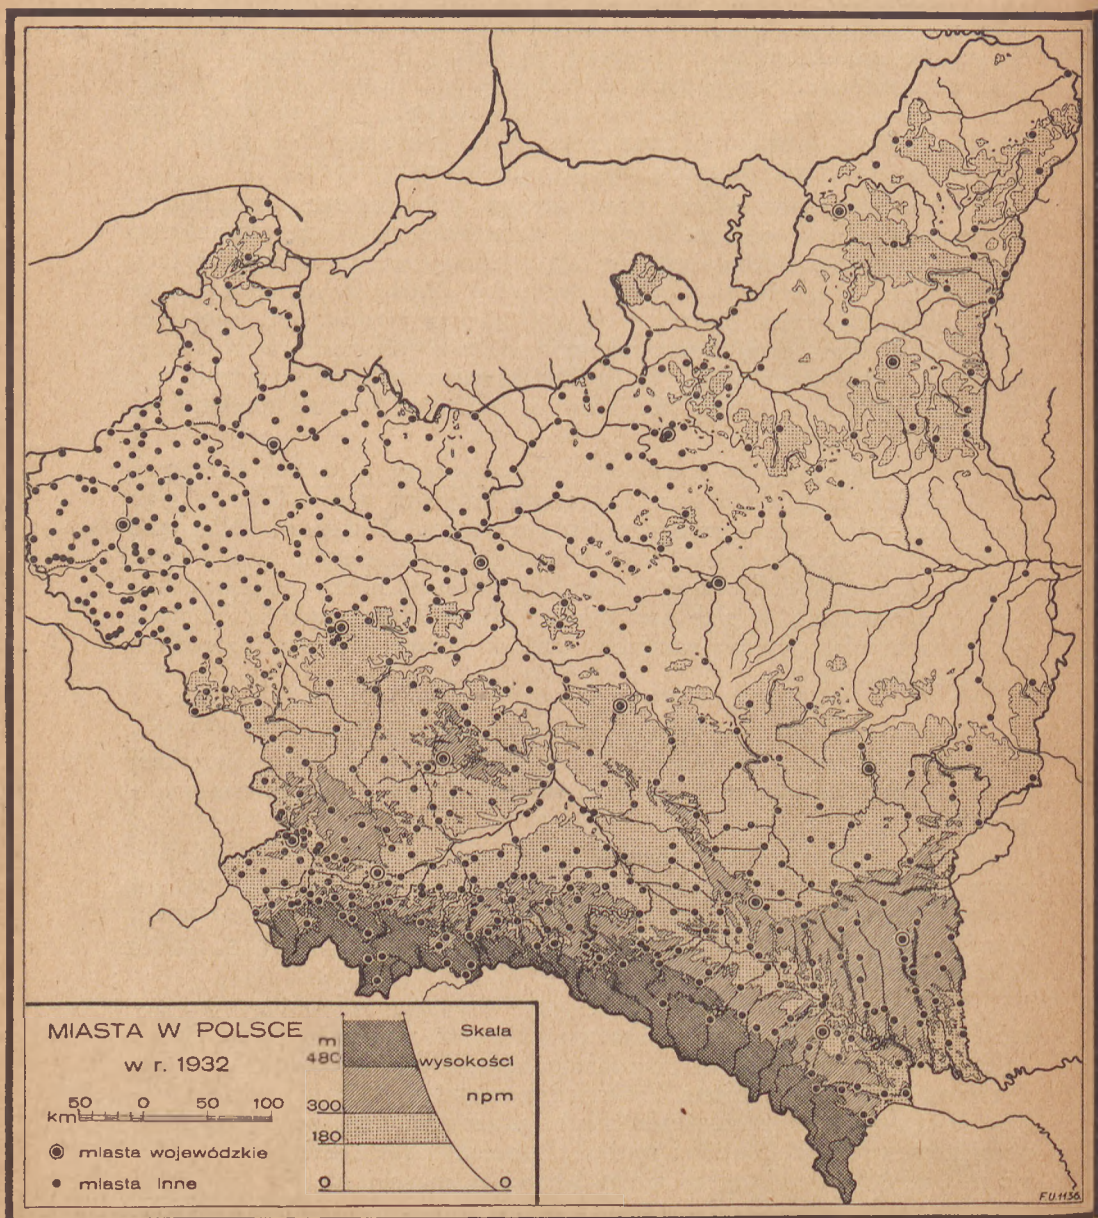 MIASTA W POLSCE
w r. 1932
50 0 50 100
km
miasta wojewódzkie
miasta inne
Skala
wysokości
npm
m
480
300
180
0 0
F.U.1136